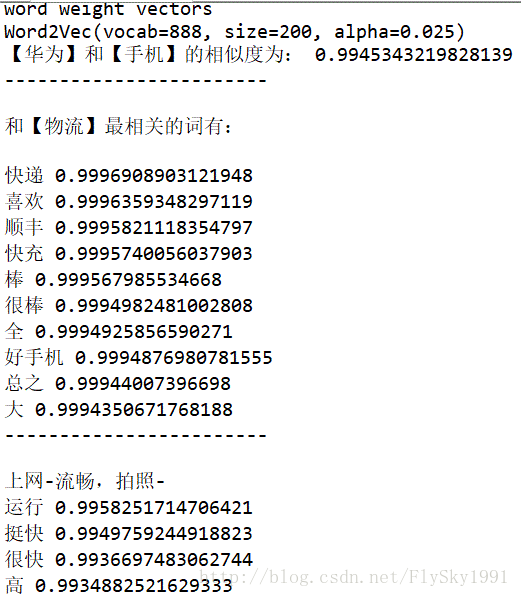 word weight vectors
Word2Vec(vocab=888, size=200, alpha=0.025)
【华为】和【手机】的相似度为： 0.9945343219828139
------------------------
和【物流】最相关的词有：
快递 0.9996908903121948
喜欢 0.9996359348297119
顺丰 0.9995821118354797
快充 0.9995740056037903
棒 0.999567985534668
很棒 0.9994982481002808
全 0.9994925856590271
好手机 0.9994876980781555
总之 0.99944007396698
大 0.9994350671768188
------------------------
上网-流畅，拍照-
运行 0.9958251714706421
挺快 0.9949759244918823
很快 0.9936697483062744
高 0.9934882521629333
http://blog.csdn.net/FlySky1991